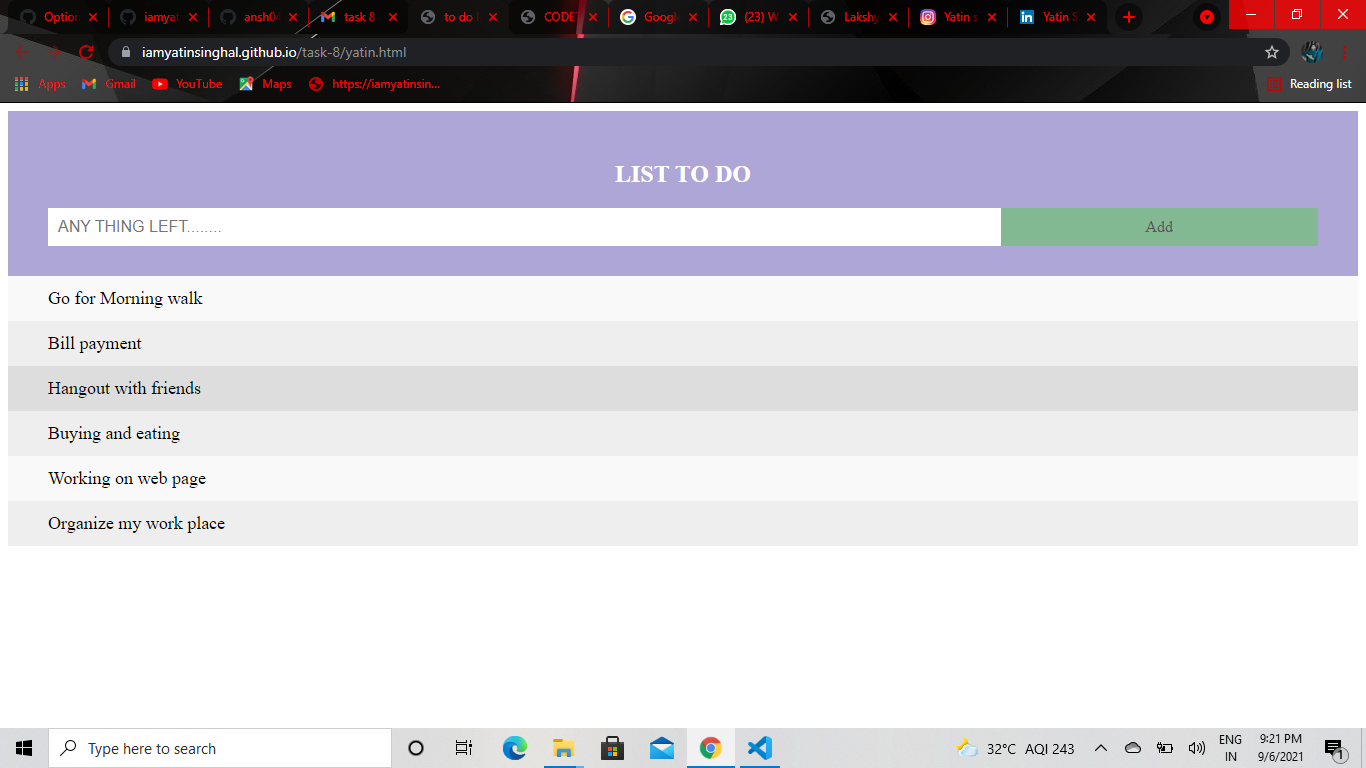 Option
iamyat
ansh0
task 8
to do l
CODE
Google
(23) W
Lakshy
Yatin s
Yatin S
iamyatinsinghal.github.io/task-8/yatin.html
Apps
Gmail
YouTube
Maps
https://iamyatinsin...
Reading list
LIST TO DO
ANY THING LEFT........
Add
Go for Morning walk
Bill payment
Hangout with friends
Buying and eating
Working on web page
Organize my work place
Type here to search
32°C AQI 243
ENG
IN
9:21 PM
9/6/2021
1